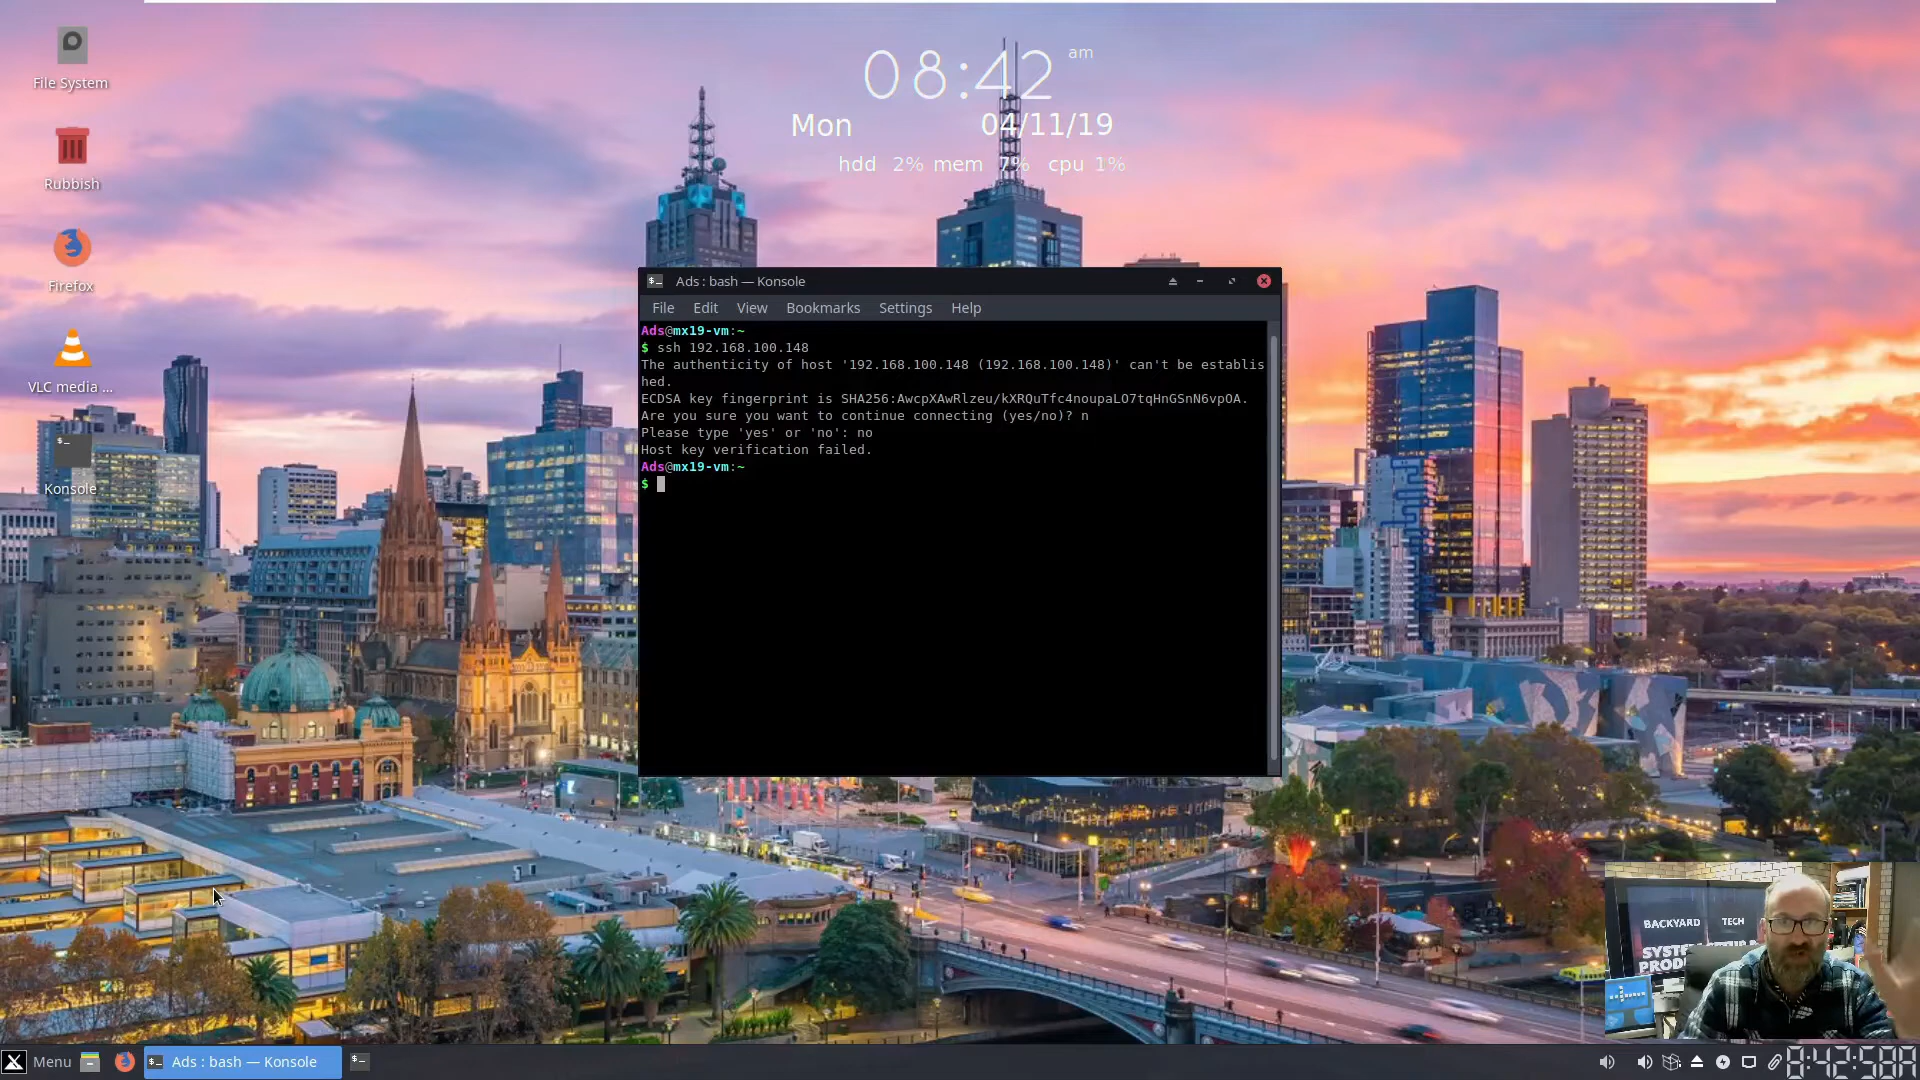 08:42 am
Mon 04/11/19
hdd 2% mem 7% cpu 1%
File System
Rubbish
Firefox
VLC media ...
Konsole
Ads : bash — Konsole
File Edit View Bookmarks Settings Help
Ads@mx19-vm:~
$ ssh 192.168.100.148
The authenticity of host '192.168.100.148 (192.168.100.148)' can't be establis
hed.
ECDSA key fingerprint is SHA256:AwcpXAwRlzeu/kXRQuTfc4noupaLO7tqHnGSnN6vpOA.
Are you sure you want to continue connecting (yes/no)? n
Please type 'yes' or 'no': no
Host key verification failed.
Ads@mx19-vm:~
$
BACKYARD TECH
Menu
Ads : bash — Konsole
8:42:58A